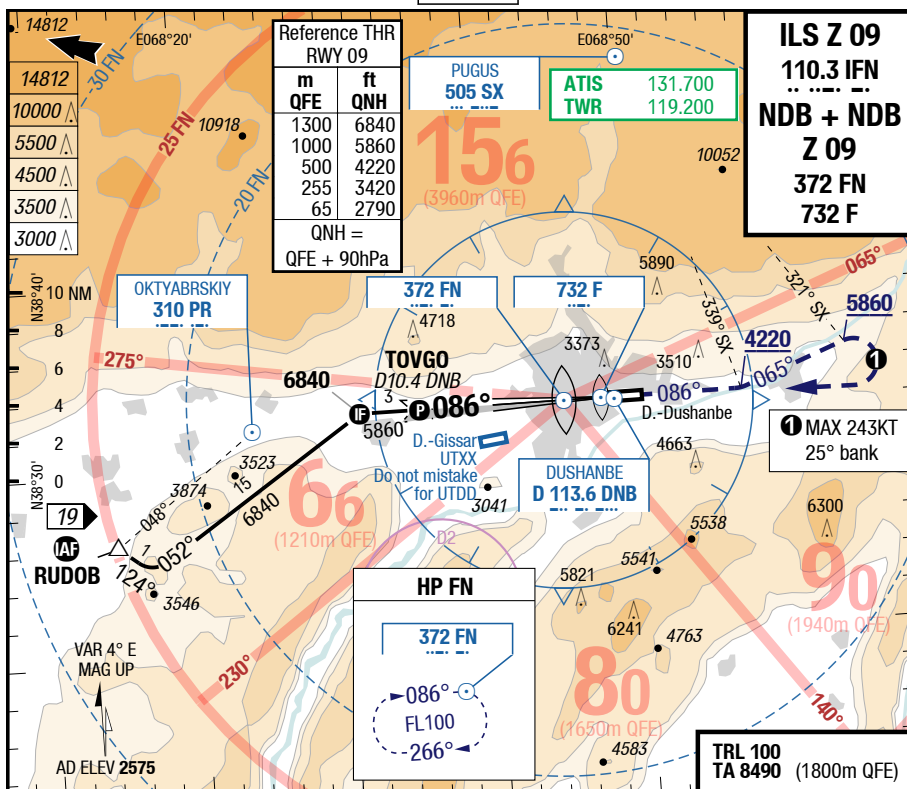 14812
30 FN
E068°20'
25 FN
14812
10000
5500
4500
3500
3000
10918
20 FN
Reference THR
RWY 09
m ft
QFE QNH
1300 6840
1000 5860
500 4220
255 3420
65 2790
QNH =
QFE + 90hPa
PUGUS
505 SX
E068°50'
ATIS 131.700
TWR 119.200
156
(3960m QFE)
10052
ILS Z 09
110.3 IFN
NDB + NDB
Z 09
372 FN
732 F
N38°40'
10 NM
8
6
4
2
0
N38°30'
OKTYABRSKIY
310 PR
372 FN
732 F
4718
5890
3373
3510
339° SX
321° SX
065°
5860
4220
275°
6840
TOVGO
D10.4 DNB
3
IF
P
086°
5860
086°
065°
1
D.-Dushanbe
D.-Gissar
UTXX
Do not mistake
for UTDD
1 MAX 243KT
25° bank
DUSHANBE
D 113.6 DNB
4663
3523
3874
15
6840
048°
66
(1210m QFE)
3041
D2
5538
5541
6300
19
IAF
RUDOB
1
052°
124°
3546
90
(1940m QFE)
5821
6241
4763
VAR 4° E
MAG UP
230°
HP FN
372 FN
086°
FL100
266°
80
(1650m QFE)
140°
4583
AD ELEV 2575
TRL 100
TA 8490 (1800m QFE)